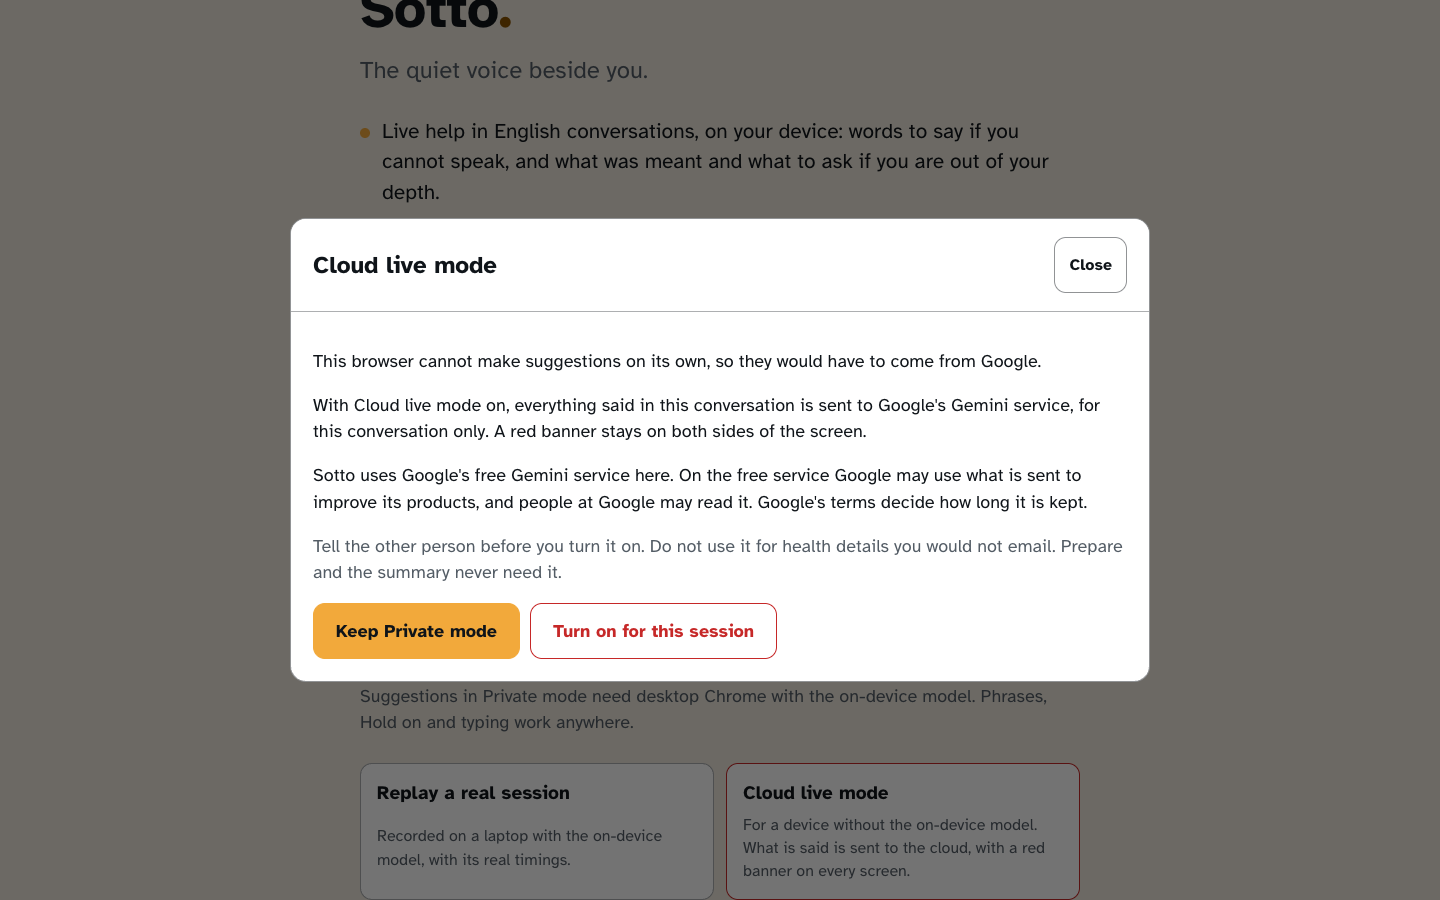 Sotto.
The quiet voice beside you.
Live help in English conversations, on your device: words to say if you
cannot speak, and what was meant and what to ask if you are out of your
depth.
Cloud live mode
Close
This browser cannot make suggestions on its own, so they would have to come from Google.
With Cloud live mode on, everything said in this conversation is sent to Google's Gemini service, for
this conversation only. A red banner stays on both sides of the screen.
Sotto uses Google's free Gemini service here. On the free service Google may use what is sent to
improve its products, and people at Google may read it. Google's terms decide how long it is kept.
Tell the other person before you turn it on. Do not use it for health details you would not email. Prepare
and the summary never need it.
Keep Private mode
Turn on for this session
Suggestions in Private mode need desktop Chrome with the on-device model. Phrases,
Hold on and typing work anywhere.
Replay a real session
Recorded on a laptop with the on-device
model, with its real timings.
Cloud live mode
For a device without the on-device model.
What is said is sent to the cloud, with a red
banner on every screen.